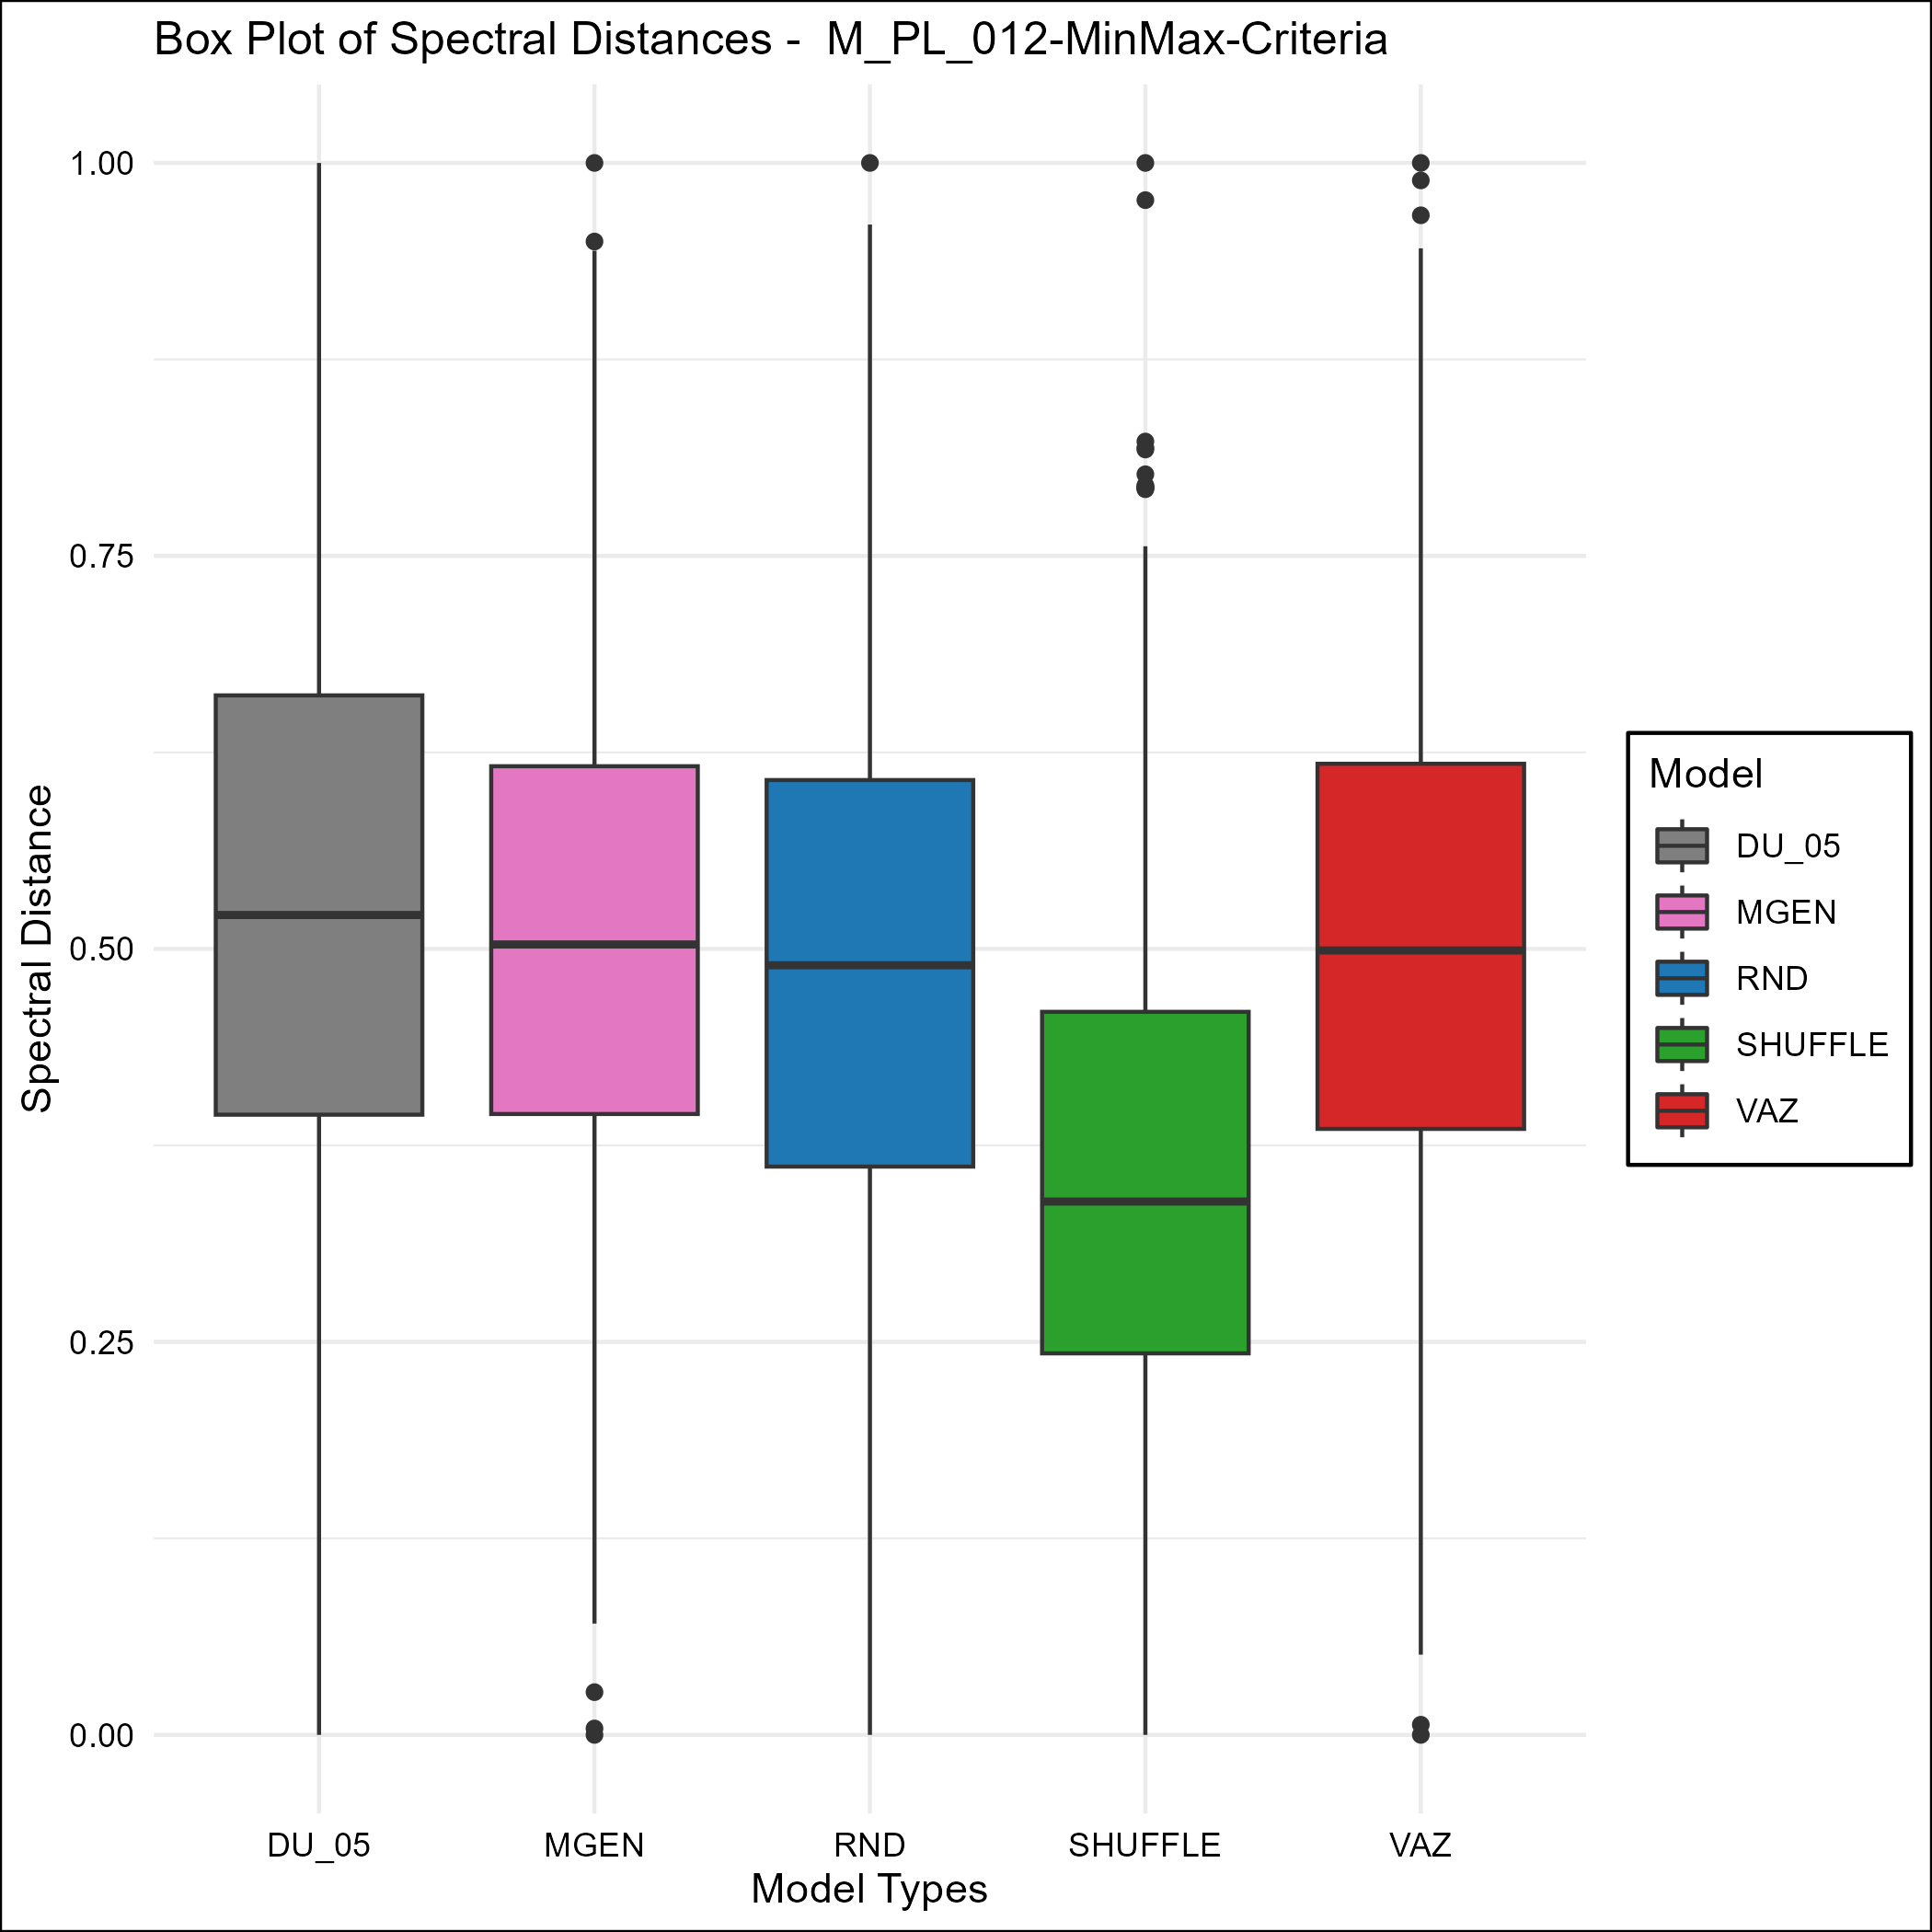 Box Plot of Spectral Distances -  M_PL_012-MinMax-Criteria
Spectral Distance
1.00
0.75
0.50
0.25
0.00
DU_05
MGEN
RND
SHUFFLE
VAZ
Model Types
Model
DU_05
MGEN
RND
SHUFFLE
VAZ